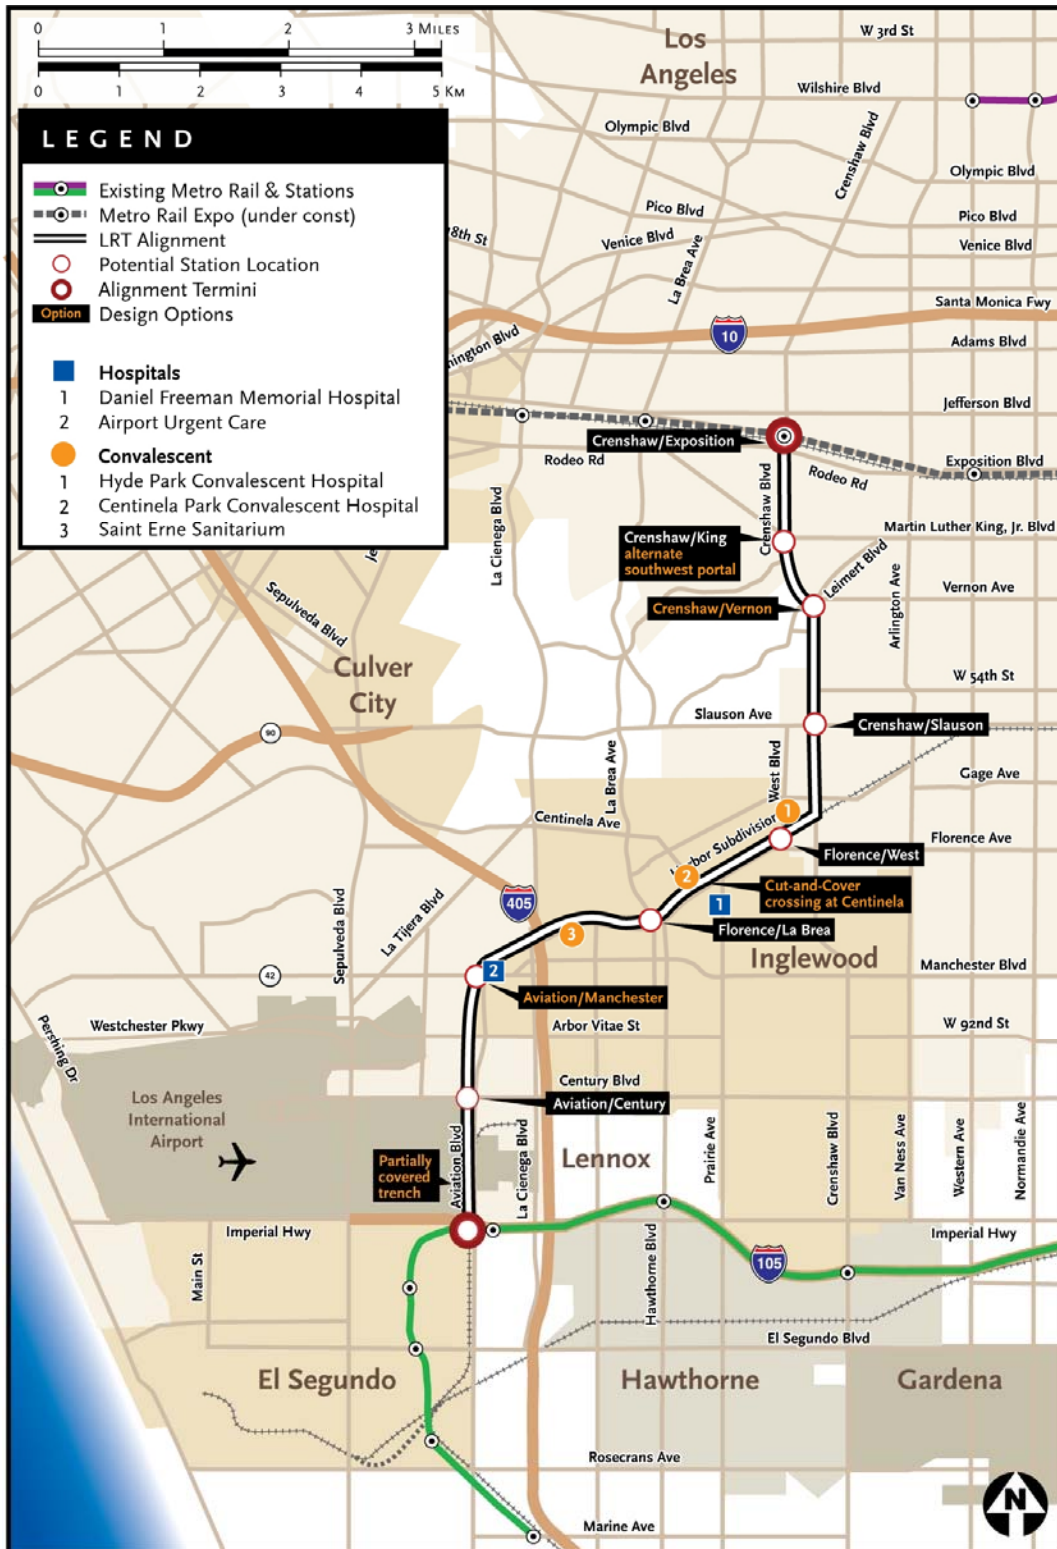 0 1 2 3 MILES
0 1 2 3 4 5 KM
LEGEND
Existing Metro Rail & Stations
Metro Rail Expo (under const)
LRT Alignment
Potential Station Location
Alignment Termini
Option Design Options
Hospitals
1 Daniel Freeman Memorial Hospital
2 Airport Urgent Care
Convalescent
1 Hyde Park Convalescent Hospital
2 Centinela Park Convalescent Hospital
3 Saint Erne Sanitarium
Los
Angeles
W 3rd St
Wilshire Blvd
Olympic Blvd
Crenshaw Blvd
Olympic Blvd
Pico Blvd
Pico Blvd
18th St
Venice Blvd
Venice Blvd
La Brea Ave
Santa Monica Fwy
10
Adams Blvd
hington Blvd
Jefferson Blvd
Crenshaw/Exposition
Rodeo Rd
Rodeo Rd
Exposition Blvd
Crenshaw Blvd
La Cienega Blvd
Martin Luther King, Jr. Blvd
Crenshaw/King
alternate
southwest portal
Je
Leimert Blvd
Arlington Ave
Vernon Ave
Crenshaw/Vernon
Sepulveda Blvd
Culver
City
W 54th St
Slauson Ave
Crenshaw/Slauson
90
La Brea Ave
West Blvd
Gage Ave
Centinela Ave
1
bor Subdivision
Florence Ave
Florence/West
2
Cut-and-Cover
crossing at Centinela
405
1
La Tijera Blvd
Sepulveda Blvd
Florence/La Brea
3
Inglewood
42
2
Manchester Blvd
Aviation/Manchester
Westchester Pkwy
Pershing Dr
Arbor Vitae St
W 92nd St
Century Blvd
Aviation/Century
Los Angeles
International
Airport
Aviation Blvd
La Cienega Blvd
Lennox
Prairie Ave
Crenshaw Blvd
Van Ness Ave
Western Ave
Normandie Ave
Partially
covered
trench
Imperial Hwy
Imperial Hwy
Main St
Hawthorne Blvd
105
El Segundo Blvd
El Segundo
Hawthorne
Gardena
Rosecrans Ave
N
Marine Ave